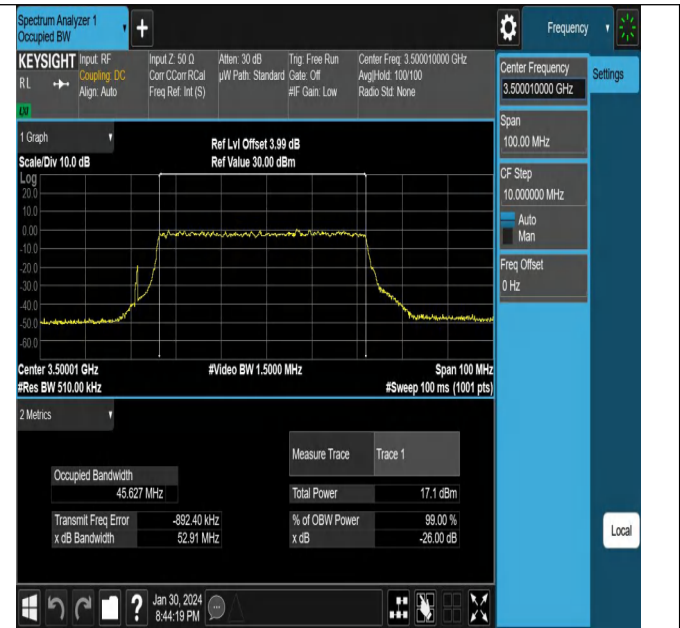 Spectrum Analyzer 1
Occupied BW
Frequency
KEYSIGHT
RL
Input: RF
Coupling: DC
Align: Auto
Input Z: 50 Ω
Corr CCorr RCal
Freq Ref: Int (S)
Atten: 30 dB
µW Path: Standard
Trig: Free Run
Gate: Off
#IF Gain: Low
Center Freq: 3.500010000 GHz
Avg|Hold: 100/100
Radio Std: None
1 Graph
Scale/Div 10.0 dB
Ref Lvl Offset 3.99 dB
Ref Value 30.00 dBm
Log
20.0
10.0
0.00
-10.0
-20.0
-30.0
-40.0
-50.0
-60.0
Center 3.50001 GHz
#Res BW 510.00 kHz
#Video BW 1.5000 MHz
Span 100 MHz
#Sweep 100 ms (1001 pts)
2 Metrics
Measure Trace Trace 1
Occupied Bandwidth
45.627 MHz
Total Power 17.1 dBm
Transmit Freq Error -892.40 kHz
% of OBW Power 99.00 %
x dB Bandwidth 52.91 MHz
x dB -26.00 dB
Center Frequency
3.500010000 GHz
Settings
Span
100.00 MHz
CF Step
10.000000 MHz
Auto
Man
Freq Offset
0 Hz
Local
?
Jan 30, 2024
8:44:19 PM